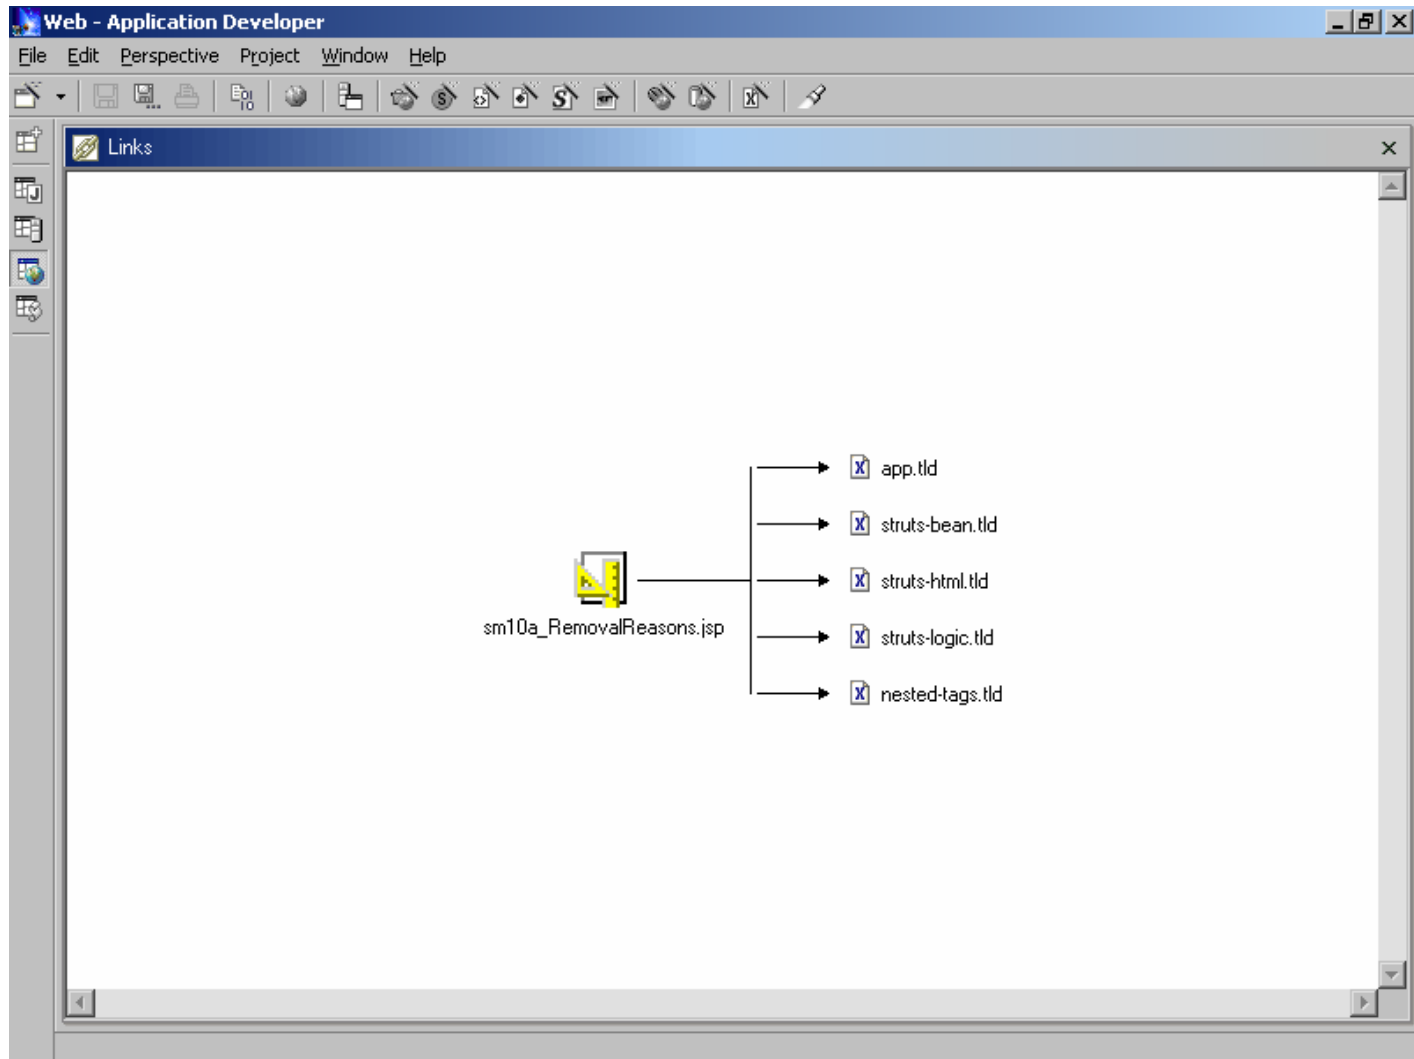 Web - Application Developer
File Edit Perspective Project Window Help
Links
app.tld
struts-bean.tld
struts-html.tld
sm10a_RemovalReasons.jsp
struts-logic.tld
nested-tags.tld